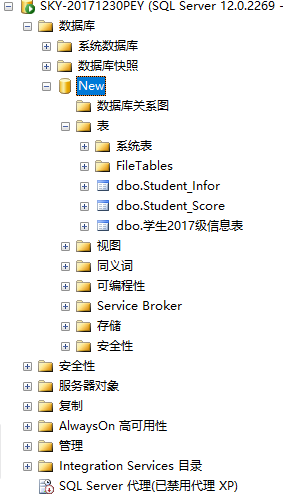 SKY-20171230PEY (SQL Server 12.0.2269 -
数据库
系统数据库
数据库快照
New
数据库关系图
表
系统表
FileTables
dbo.Student_Infor
dbo.Student_Score
dbo.学生2017级信息表
视图
同义词
可编程性
Service Broker
存储
安全性
安全性
服务器对象
复制
AlwaysOn 高可用性
管理
Integration Services 目录
SQL Server 代理(已禁用代理 XP)